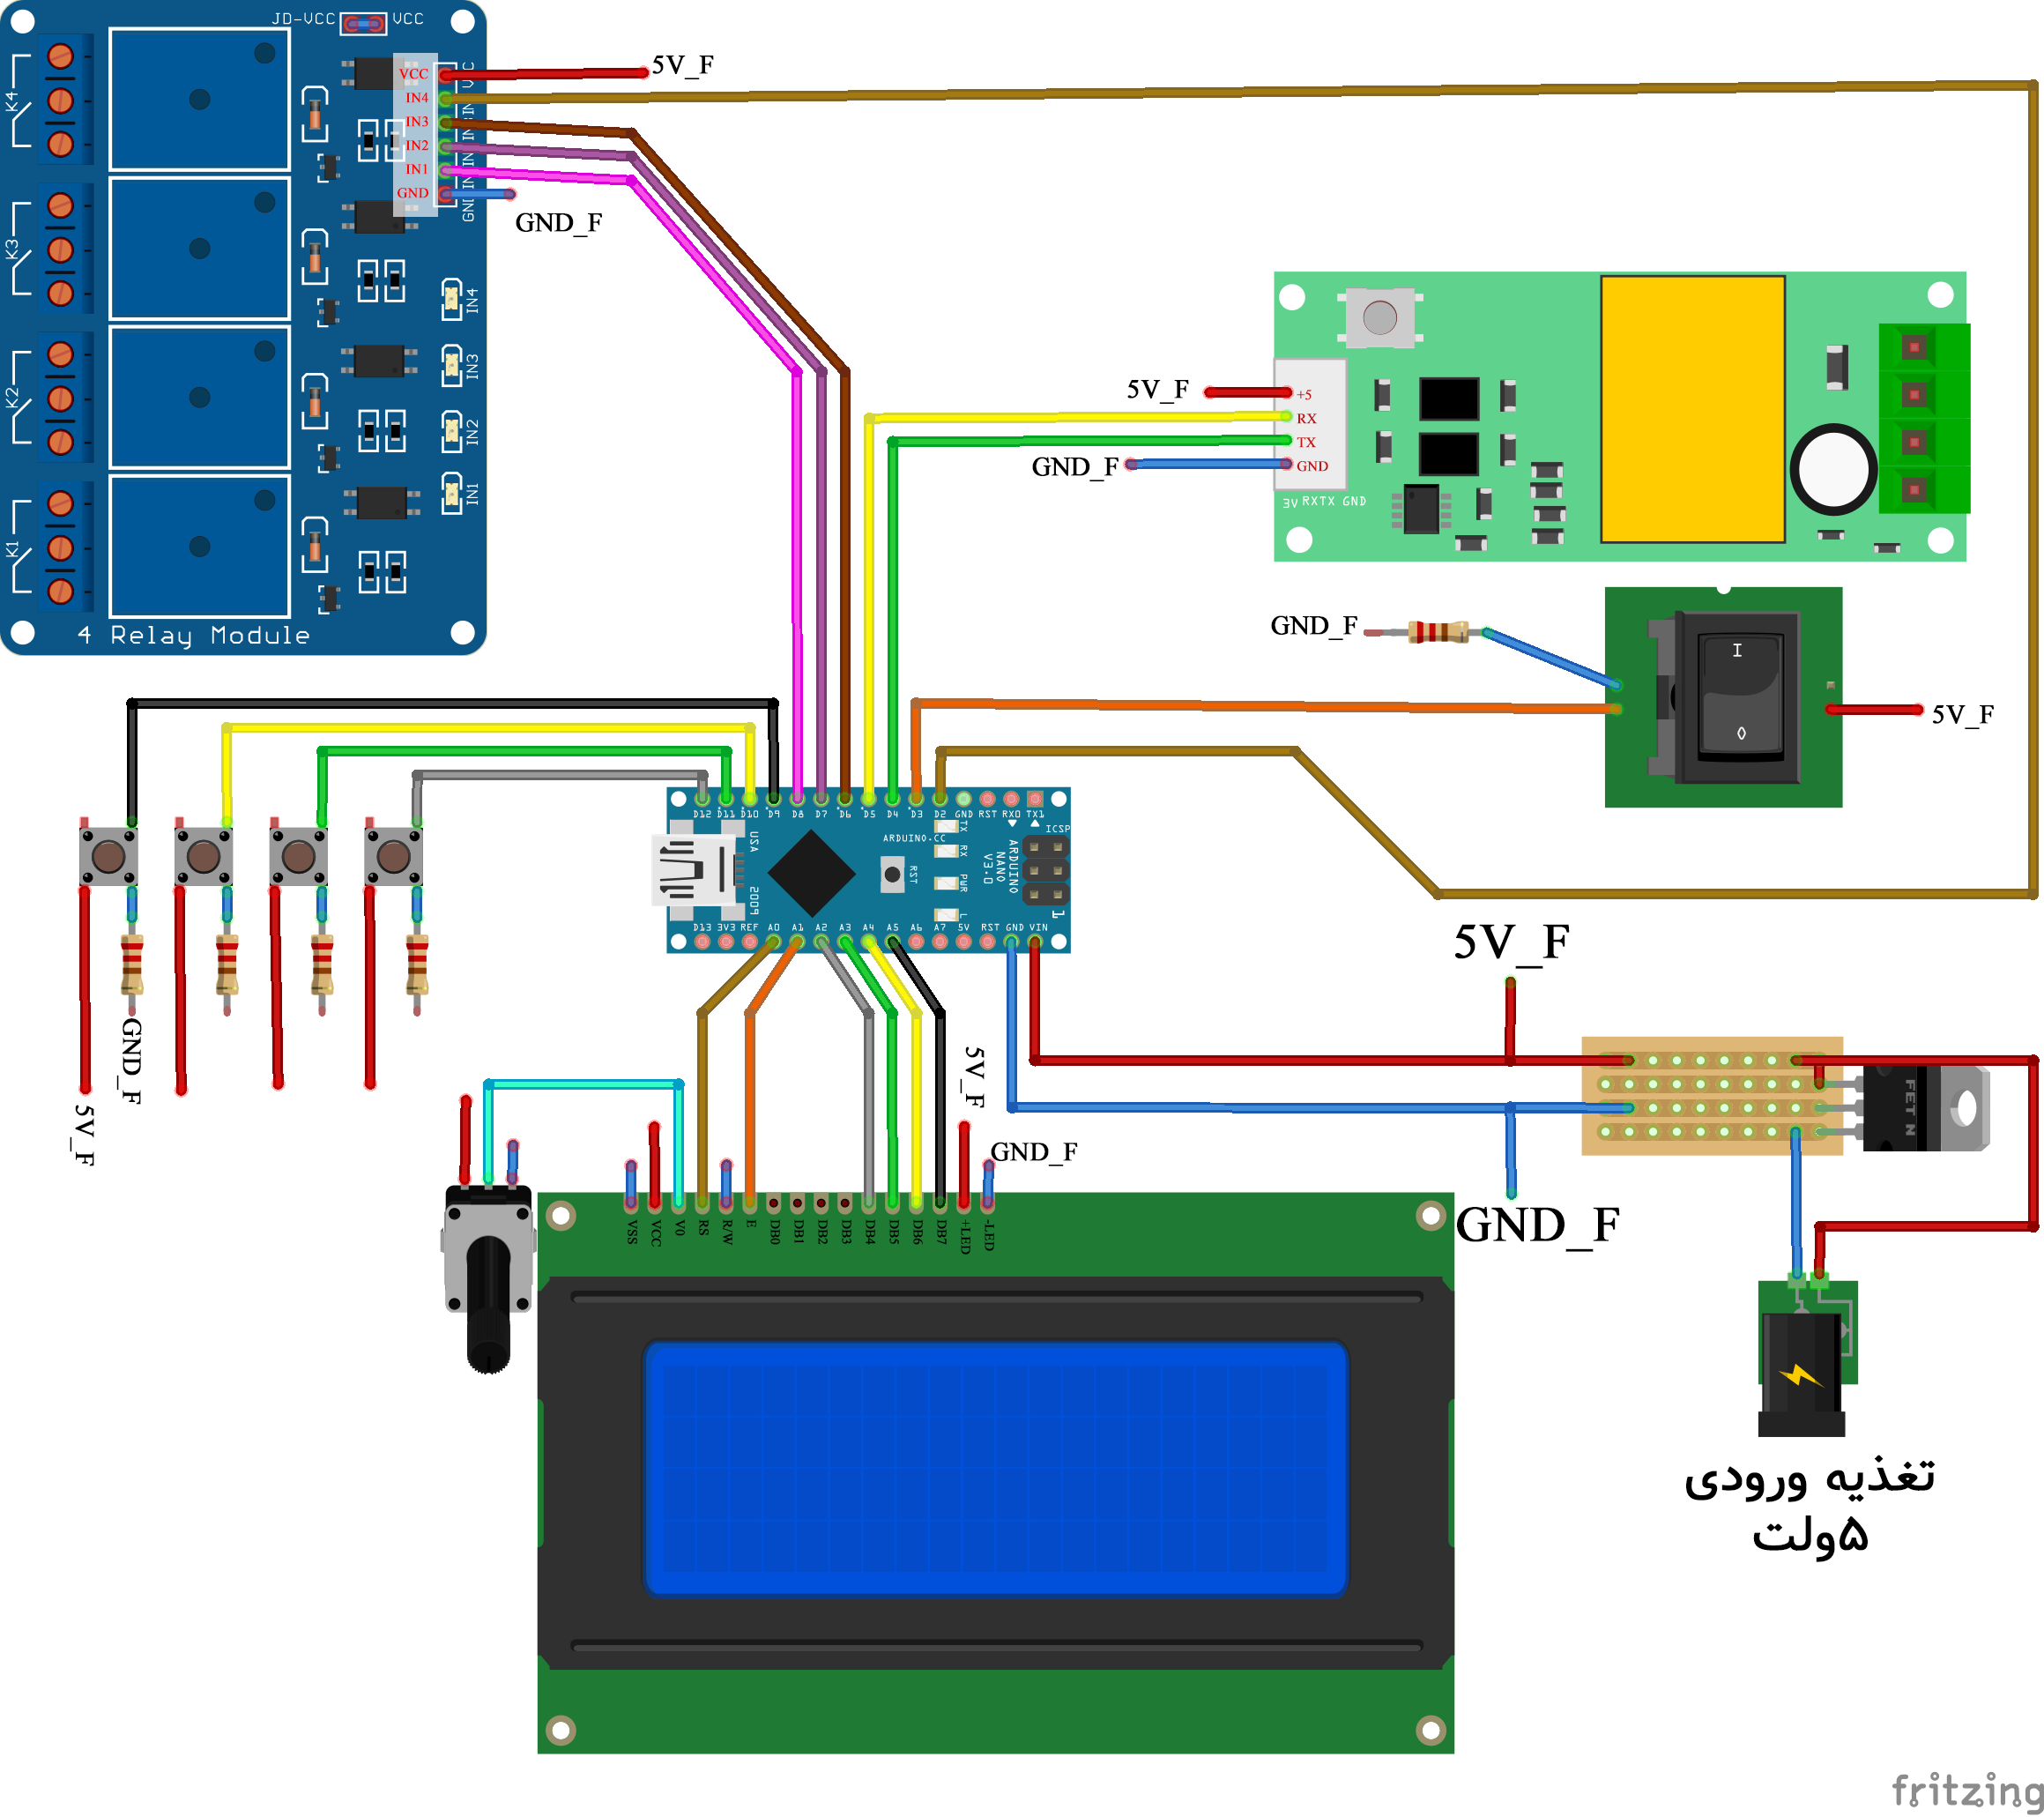 JD-VCC VCC
5V_F
VCC
IN4
IN3
IN2
IN1
GND
GND_F
K4
K3
K2
K1
IN4
IN3
IN2
IN1
4 Relay Module
5V_F
+5
RX
TX
GND
GND_F
3V RXTX GND
GND_F
I
5V_F
D12 D11 D10 D9 D8 D7 D6 D5 D4 D3 D2 GND RST RX0 TX1
ARDUINO.CC
TX
RX
PWR
L
RST
ICSP
1
ARDUINO
NANO
V3.0
USA
2009
D13 3V3 REF A0 A1 A2 A3 A4 A5 A6 A7 5V RST GND VIN
5V_F
GND_F
5V_F
5V_F
GND_F
FET N
GND_F
VSS VCC V0 RS R/W E DB0 DB1 DB2 DB3 DB4 DB5 DB6 DB7 +LED -LED
تغذیه ورودی
۵ولت
fritzing